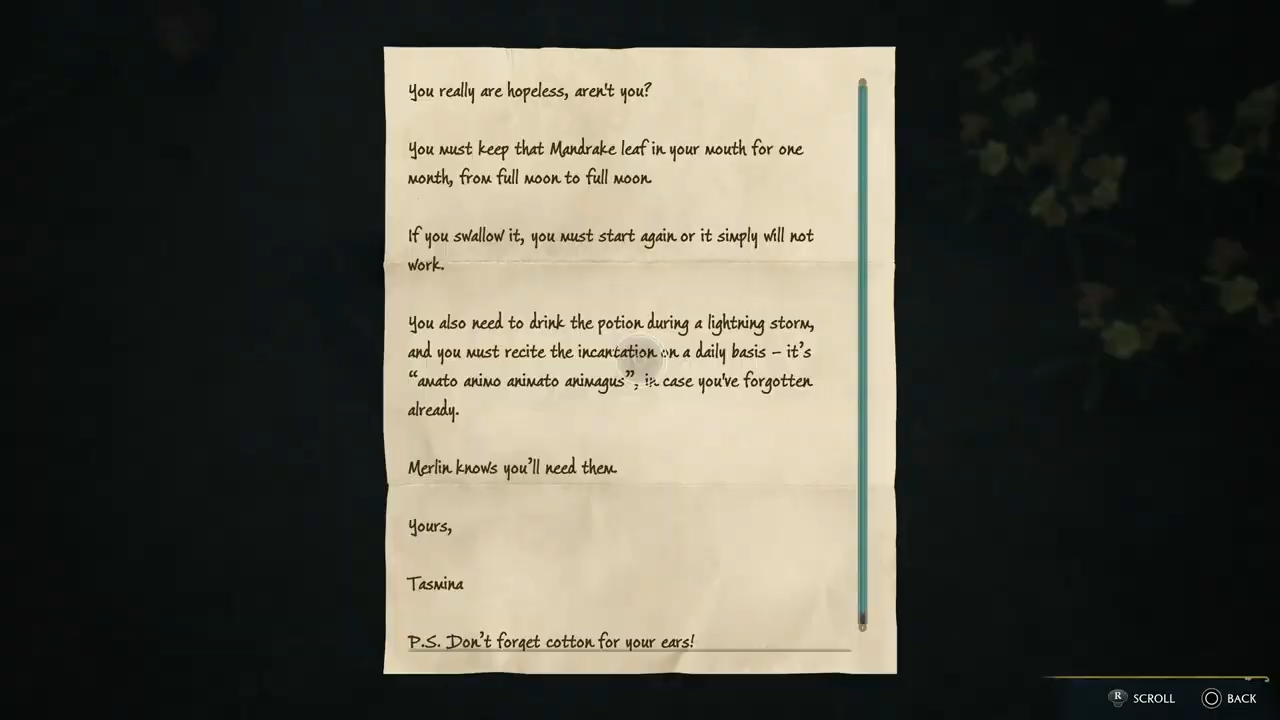 You really are hopeless, aren't you?
You must keep that Mandrake leaf in your mouth for one
month, from full moon to full moon.
If you swallow it, you must start again or it simply will not
work.
You also need to drink the potion during a lightning storm,
and you must recite the incantation on a daily basis – it's
"amato animo animato animagus", in case you've forgotten
already.
Merlin knows you'll need them.
Yours,
Tasmina
P.S. Don't forget cotton for your ears!
R SCROLL BACK